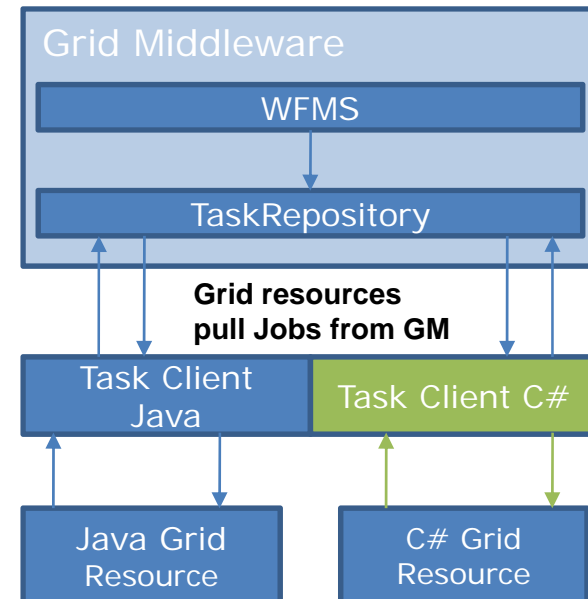 Grid Middleware
WFMS
TaskRepository
Grid resources
pull Jobs from GM
Task Client
Java
Task Client C#
Java Grid
Resource
C# Grid
Resource